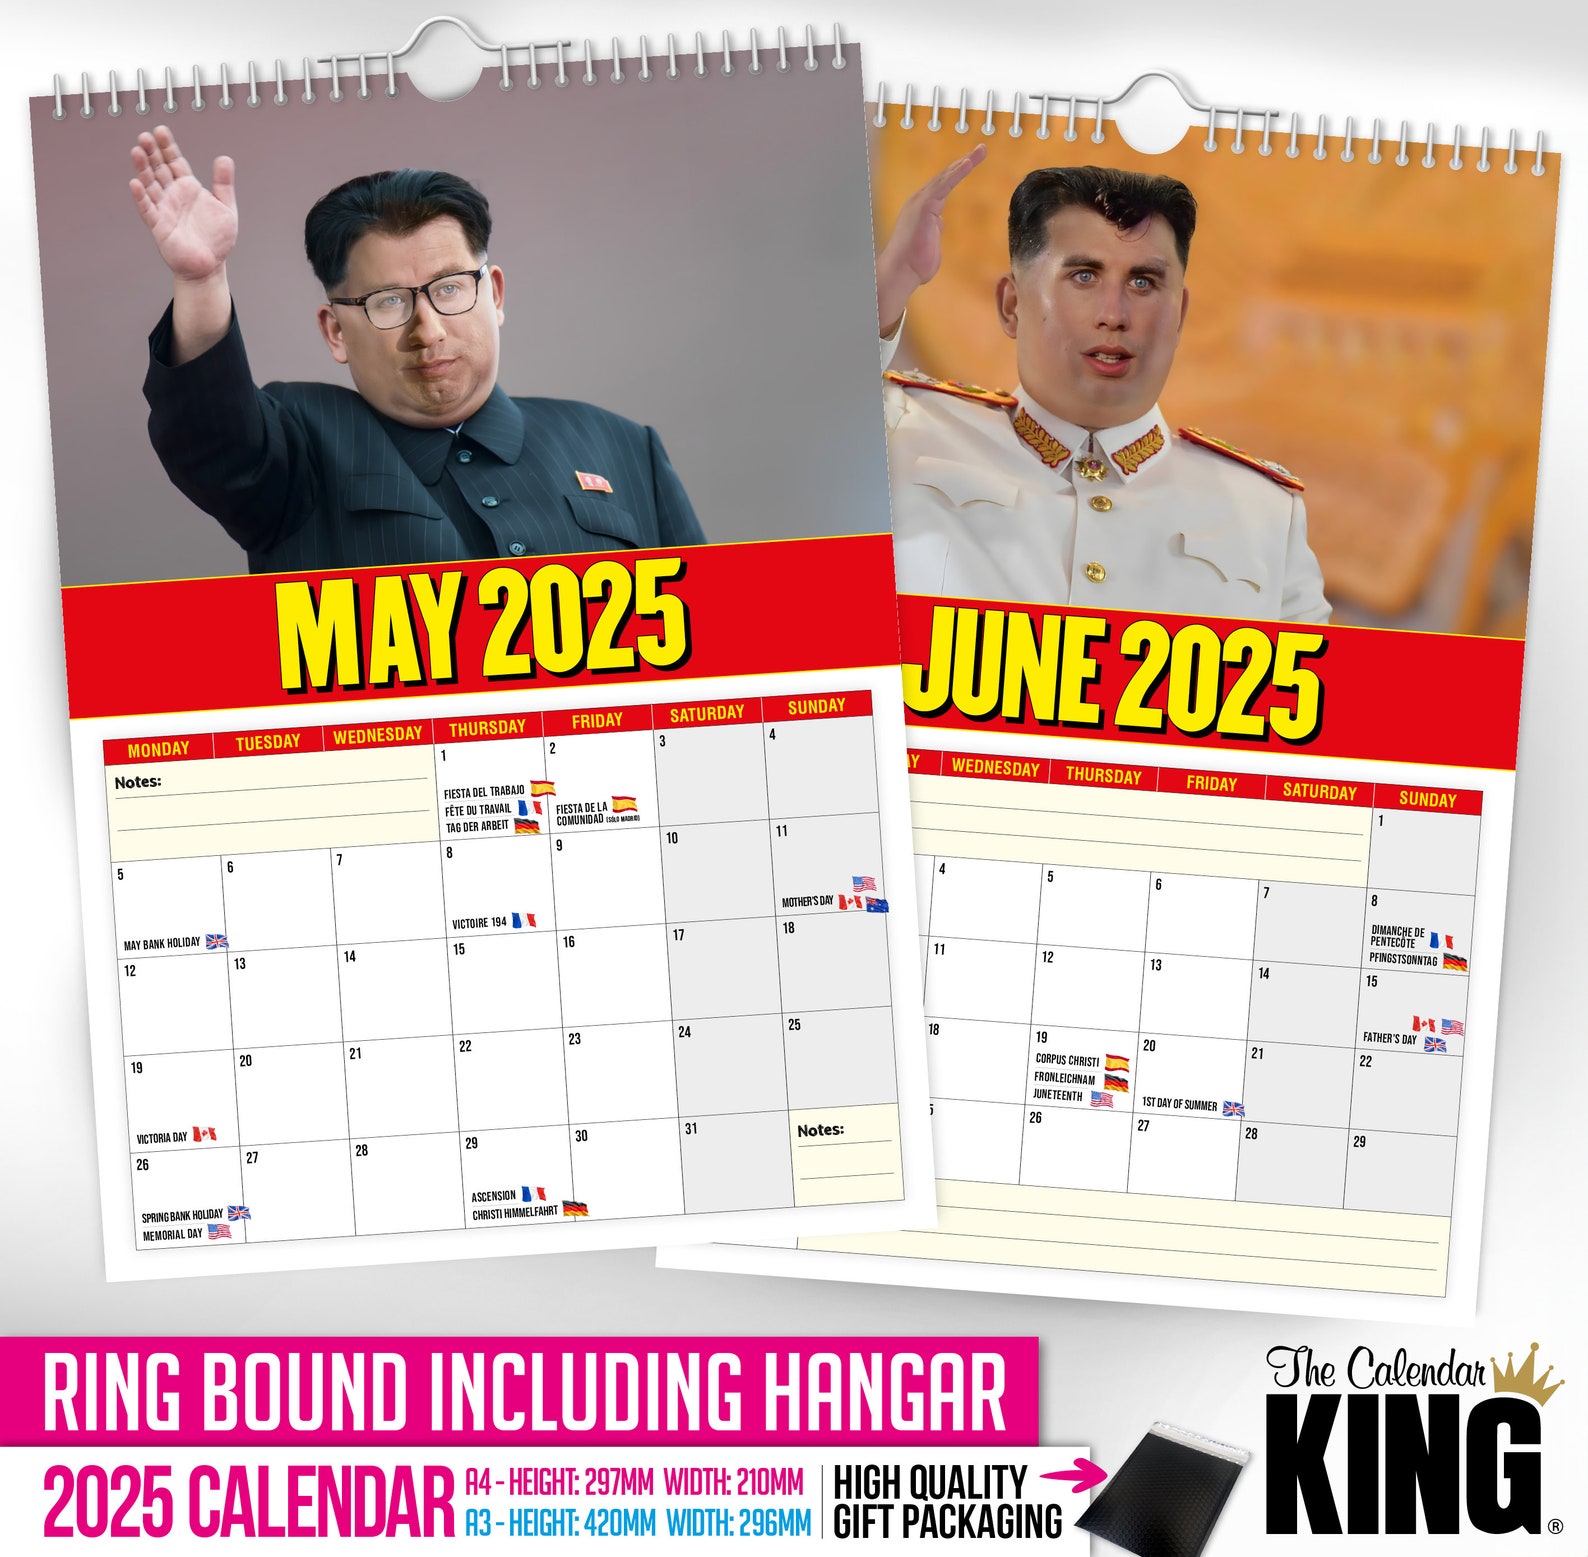 MAY 2025
MONDAY TUESDAY WEDNESDAY THURSDAY FRIDAY SATURDAY SUNDAY
Notes:
1 2 3 4
FIESTA DEL TRABAJO
FÊTE DU TRAVAIL
TAG DER ARBEIT
FIESTA DE LA
COMUNIDAD (SÓLO MADRID)
5 6 7 8 9 10 11
MAY BANK HOLIDAY
VICTOIRE 194
MOTHER'S DAY
12 13 14 15 16 17 18
19 20 21 22 23 24 25
VICTORIA DAY
26 27 28 29 30 31
Notes:
SPRING BANK HOLIDAY
MEMORIAL DAY
ASCENSION
CHRISTI HIMMELFAHRT
JUNE 2025
AY WEDNESDAY THURSDAY FRIDAY SATURDAY SUNDAY
1
4 5 6 7 8
DIMANCHE DE
PENTECÔTE
PFINGSTSONNTAG
11 12 13 14 15
FATHER'S DAY
18 19 20 21 22
CORPUS CHRISTI
FRONLEICHNAM
JUNETEENTH
1ST DAY OF SUMMER
5 26 27 28 29
RING BOUND INCLUDING HANGAR
2025 CALENDAR
A4 - HEIGHT: 297MM WIDTH: 210MM
A3 - HEIGHT: 420MM WIDTH: 296MM
HIGH QUALITY
GIFT PACKAGING
The Calendar
KING®